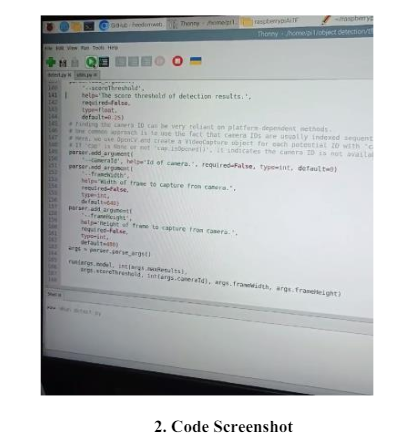 GitHub - freedomweb
Thonny - /home/pi1
raspberrypi/TF
Thonny - /home/pi1/object detection/
File Edit View Run Tools Help
detect.py
utils.py
parser.add_argument(
'--scoreThreshold',
help='The score threshold of detection results.',
required=False,
type=float,
default=0.25)
# Finding the camera ID can be very reliant on platform-dependent methods.
# One common approach is to use the fact that camera IDs are usually indexed sequent
# Here, we use OpenCV and create a VideoCapture object for each potential ID with 'c
# If 'cap' is None or not 'cap.isOpened()', it indicates the camera ID is not availab
parser.add_argument(
'--cameraId', help='Id of camera.', required=False, type=int, default=0)
parser.add_argument(
'--frameWidth',
help='Width of frame to capture from camera.',
required=False,
type=int,
default=640)
parser.add_argument(
'--frameHeight',
help='Height of frame to capture from camera.',
required=False,
type=int,
default=480)
args = parser.parse_args()
run(args.model, int(args.maxResults),
args.scoreThreshold, int(args.cameraId), args.frameWidth, args.frameHeight)
Shell
>>> %Run detect.py
2. Code Screenshot